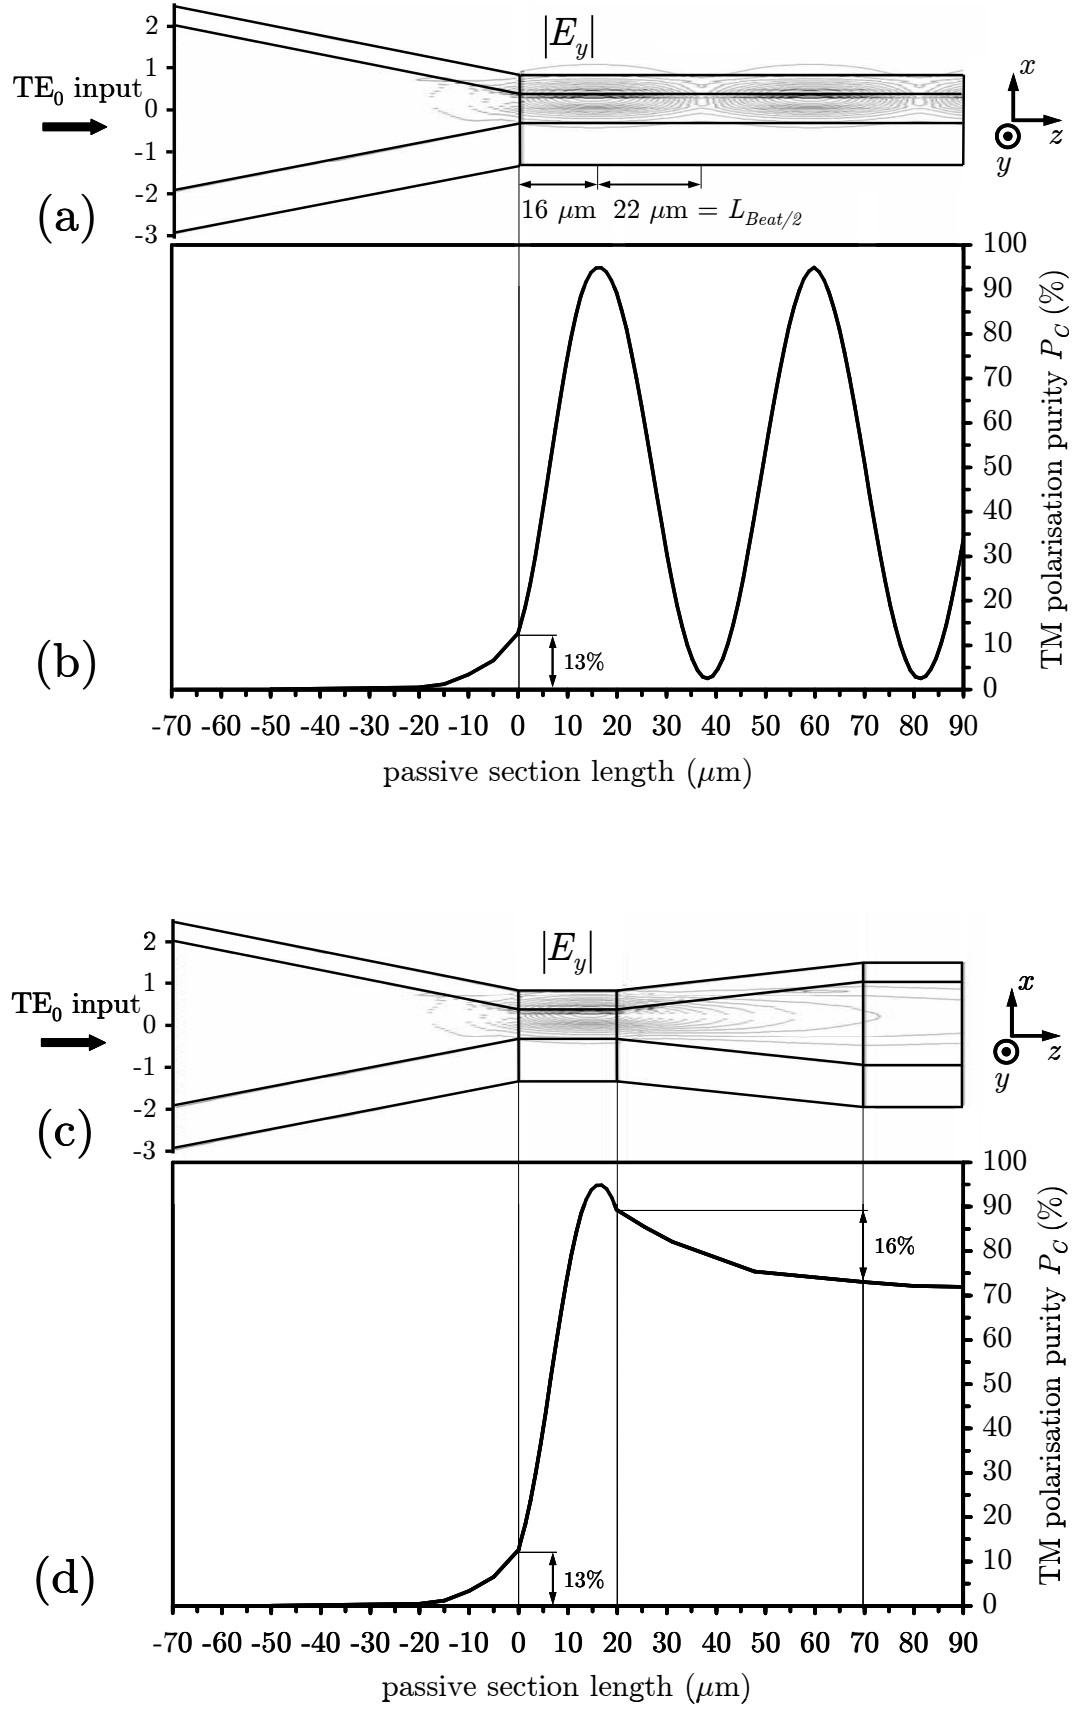 |E_y|
2
1
TE₀ input
0
-1
-2
-3
x
z
y
(a)
16 μm 22 μm = L_Beat/2
100
90
80
70
60
50
40
30
20
10
0
TM polarisation purity P_C (%)
13%
(b)
-70 -60 -50 -40 -30 -20 -10 0 10 20 30 40 50 60 70 80 90
passive section length (μm)
|E_y|
2
1
TE₀ input
0
-1
-2
-3
x
z
y
(c)
100
90
80
70
60
50
40
30
20
10
0
TM polarisation purity P_C (%)
16%
13%
(d)
-70 -60 -50 -40 -30 -20 -10 0 10 20 30 40 50 60 70 80 90
passive section length (μm)